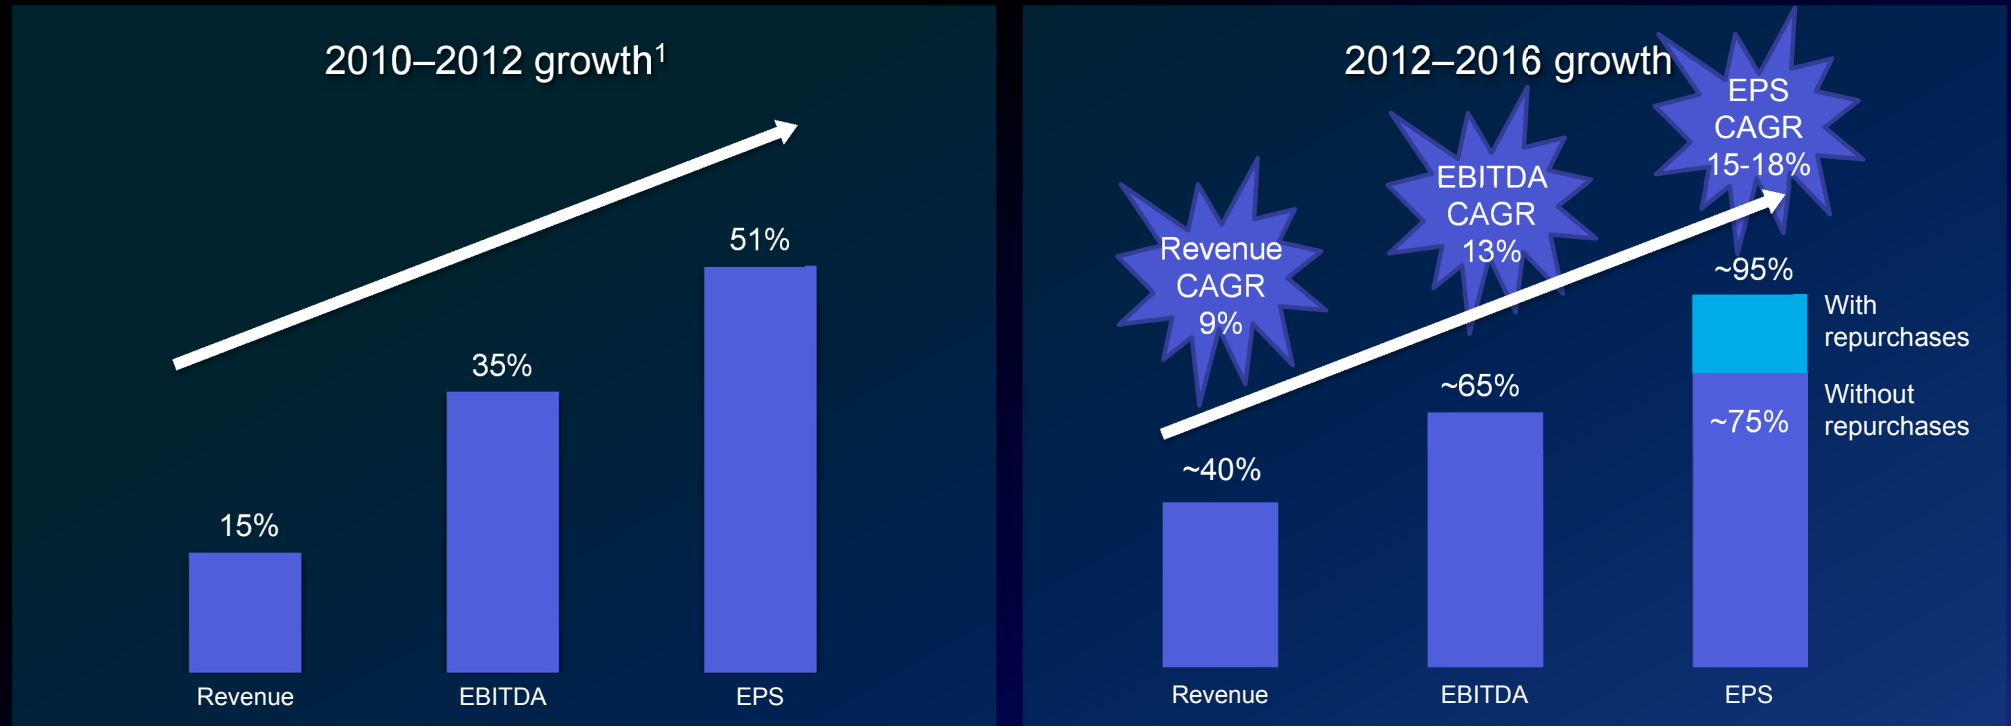 2010–2012 growth1
51%
35%
15%
Revenue
EBITDA
EPS
2012–2016 growth
EPS
CAGR
15-18%
EBITDA
CAGR
13%
Revenue
CAGR
9%
~95%
With
repurchases
~65%
Without
repurchases
~75%
~40%
Revenue
EBITDA
EPS